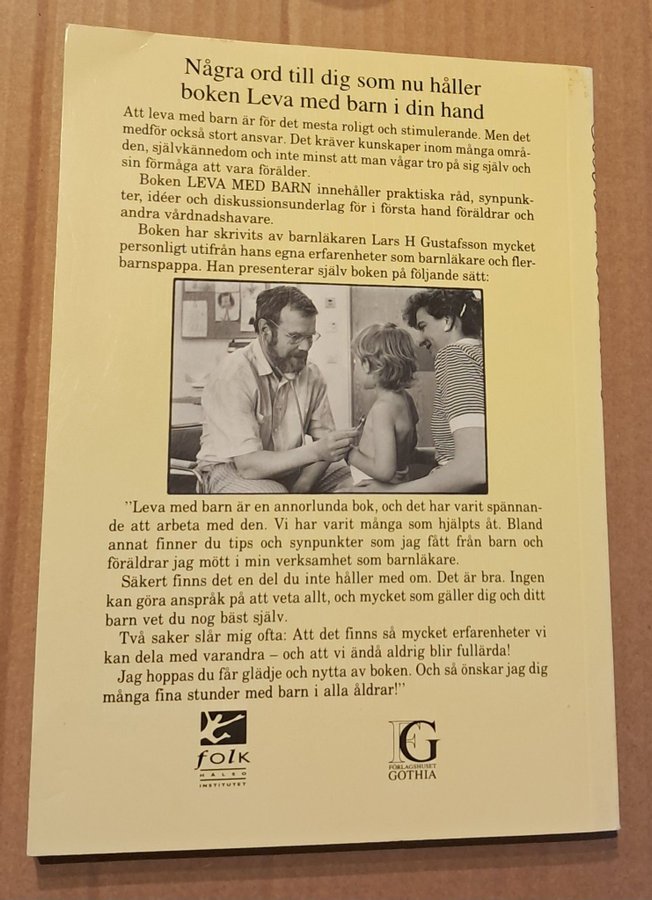 Några ord till dig som nu håller
boken Leva med barn i din hand
Att leva med barn är för det mesta roligt och stimulerande. Men det
medför också stort ansvar. Det kräver kunskaper inom många områ-
den, självkännedom och inte minst att man vågar tro på sig själv och
sin förmåga att vara förälder.
Boken LEVA MED BARN innehåller praktiska råd, synpunk-
ter, idéer och diskussionsunderlag för i första hand föräldrar och
andra vårdnadshavare.
Boken har skrivits av barnläkaren Lars H Gustafsson mycket
personligt utifrån hans egna erfarenheter som barnläkare och fler-
barnspappa. Han presenterar själv boken på följande sätt:
"Leva med barn är en annorlunda bok, och det har varit spännan-
de att arbeta med den. Vi har varit många som hjälpts åt. Bland
annat finner du tips och synpunkter som jag fått från barn och
föräldrar jag mött i min verksamhet som barnläkare.
Säkert finns det en del du inte håller med om. Det är bra. Ingen
kan göra anspråk på att veta allt, och mycket som gäller dig och ditt
barn vet du nog bäst själv.
Två saker slår mig ofta: Att det finns så mycket erfarenheter vi
kan dela med varandra – och att vi ändå aldrig blir fullärda!
Jag hoppas du får glädje och nytta av boken. Och så önskar jag dig
många fina stunder med barn i alla åldrar!"
folk
HÄLSO
INSTITUTET
FG
FÖRLAGSHUSET
GOTHIA